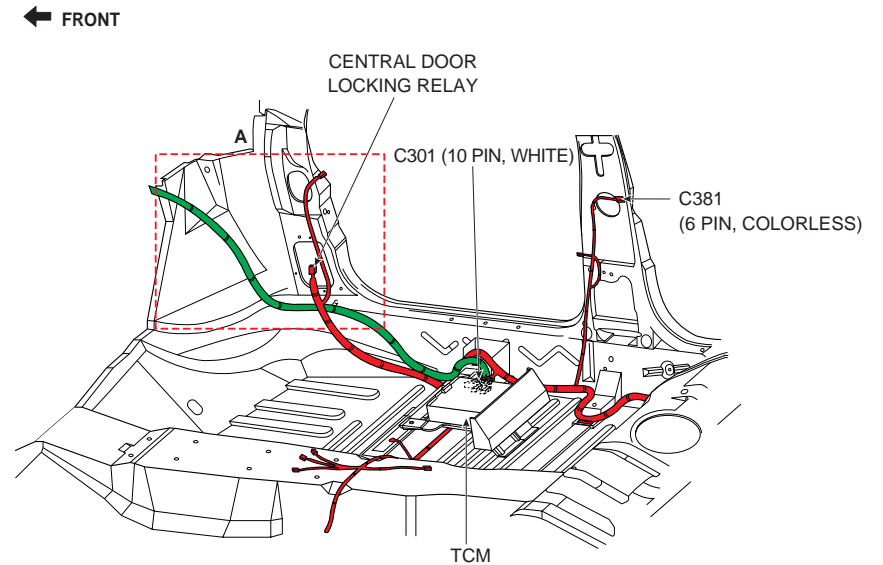 FRONT
CENTRAL DOOR
LOCKING RELAY
A
C301 (10 PIN, WHITE)
C381
(6 PIN, COLORLESS)
TCM